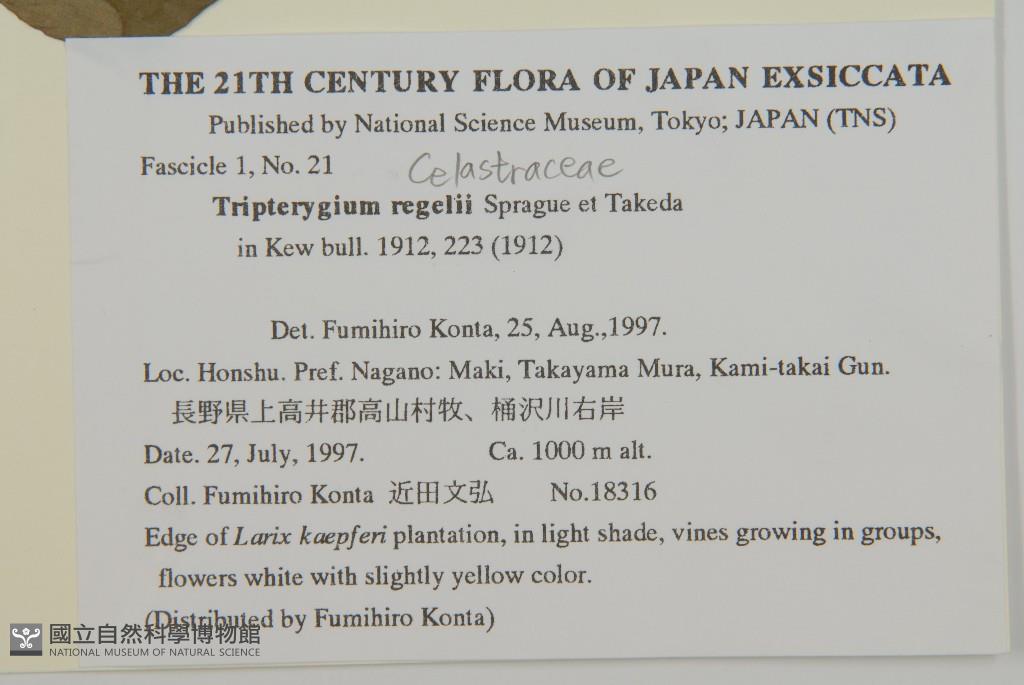 THE 21TH CENTURY FLORA OF JAPAN EXSICCATA
Published by National Science Museum, Tokyo; JAPAN (TNS)
Fascicle 1, No. 21 Celastraceae
Tripterygium regelii Sprague et Takeda
in Kew bull. 1912, 223 (1912)
Det. Fumihiro Konta, 25, Aug.,1997.
Loc. Honshu. Pref. Nagano: Maki, Takayama Mura, Kami-takai Gun.
長野県上高井郡高山村牧、桶沢川右岸
Date. 27, July, 1997. Ca. 1000 m alt.
Coll. Fumihiro Konta 近田文弘 No.18316
Edge of Larix kaepferi plantation, in light shade, vines growing in groups,
flowers white with slightly yellow color.
(Distributed by Fumihiro Konta)
國立自然科學博物館
NATIONAL MUSEUM OF NATURAL SCIENCE